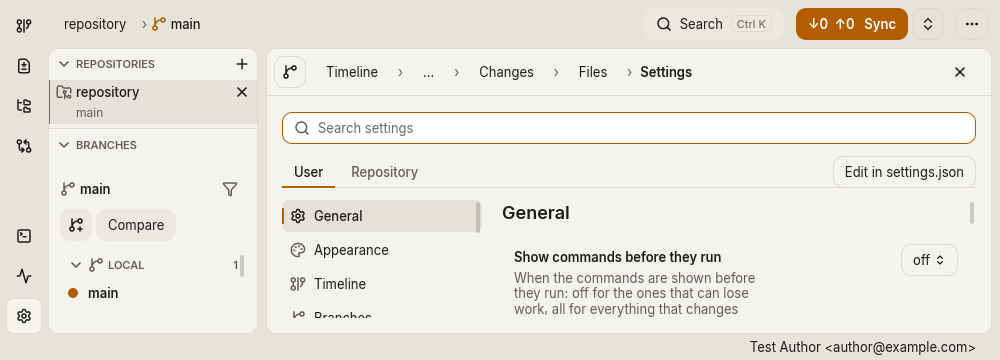 repository › main
Search Ctrl K
↓0 ↑0 Sync
REPOSITORIES
repository
main
BRANCHES
main
Compare
LOCAL 1
main
Timeline › ... › Changes › Files › Settings
Search settings
User Repository
Edit in settings.json
General
Appearance
Timeline
Branches
General
Show commands before they run
When the commands are shown before
they run: off for the ones that can lose
work, all for everything that changes
off
Test Author <author@example.com>